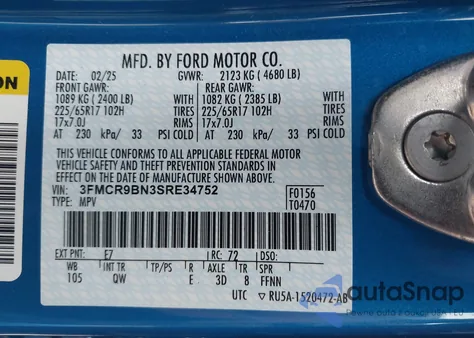 MFD. BY FORD MOTOR CO.
DATE: 02/25 GVWR: 2123 KG ( 4680 LB)
FRONT GAWR: REAR GAWR:
1089 KG ( 2400 LB) WITH 1082 KG ( 2385 LB) WITH
225/65R17 102H TIRES 225/65R17 102H TIRES
17x7.0J RIMS 17x7.0J RIMS
AT 230 kPa/ 33 PSI COLD AT 230 kPa/ 33 PSI COLD
THIS VEHICLE CONFORMS TO ALL APPLICABLE FEDERAL MOTOR
VEHICLE SAFETY, BUMPER, AND THEFT PREVENTION STANDARDS IN
EFFECT ON THE DATE OF MANUFACTURE SHOWN ABOVE.
VIN: 3FMCR9BN3SRE34752 F0156
TYPE: MPV T0470
EXT PNT: E7 RC: 72 DSO:
WB INT TR TP/PS R AXLE TR SPR
105 QW E 3D 8 FFNN
UTC RU5A-1520472-AB
ON
autoSnap